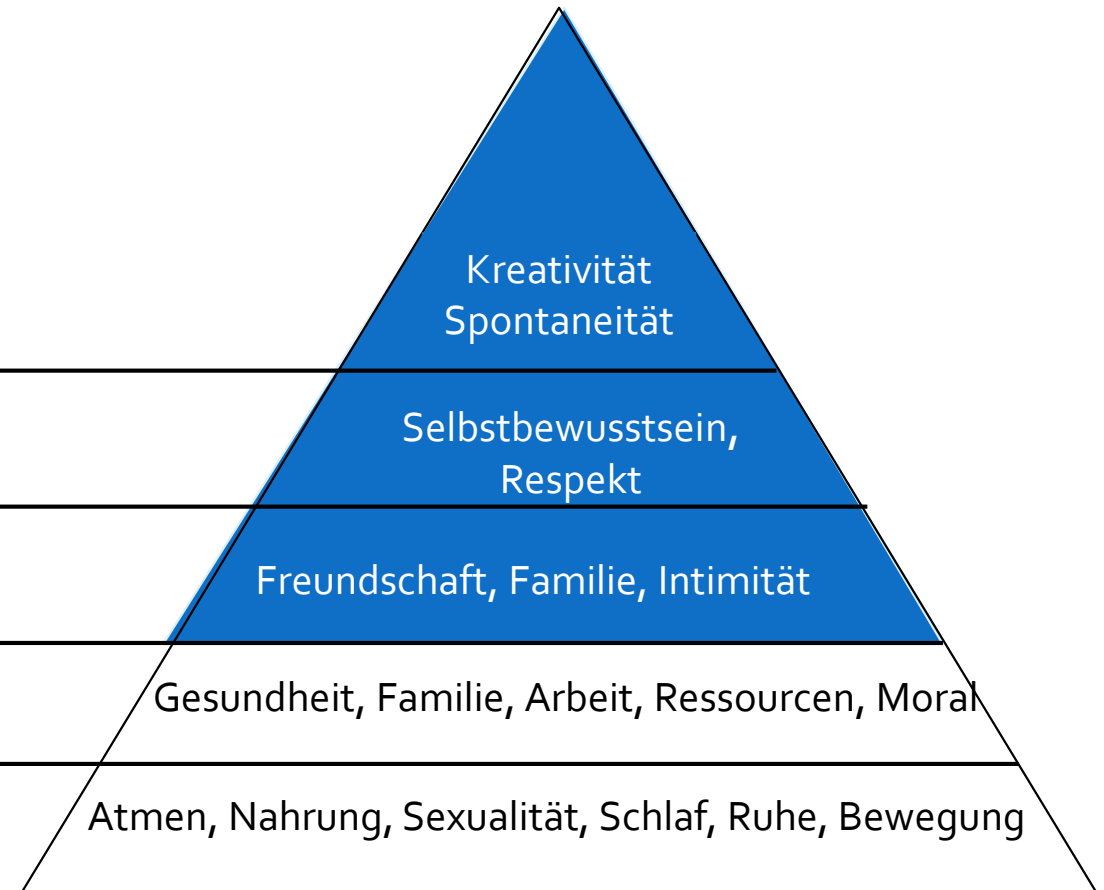 Kreativität
Spontaneität
Selbstbewusstsein,
Respekt
Freundschaft, Familie, Intimität
Gesundheit, Familie, Arbeit, Ressourcen, Moral
Atmen, Nahrung, Sexualität, Schlaf, Ruhe, Bewegung